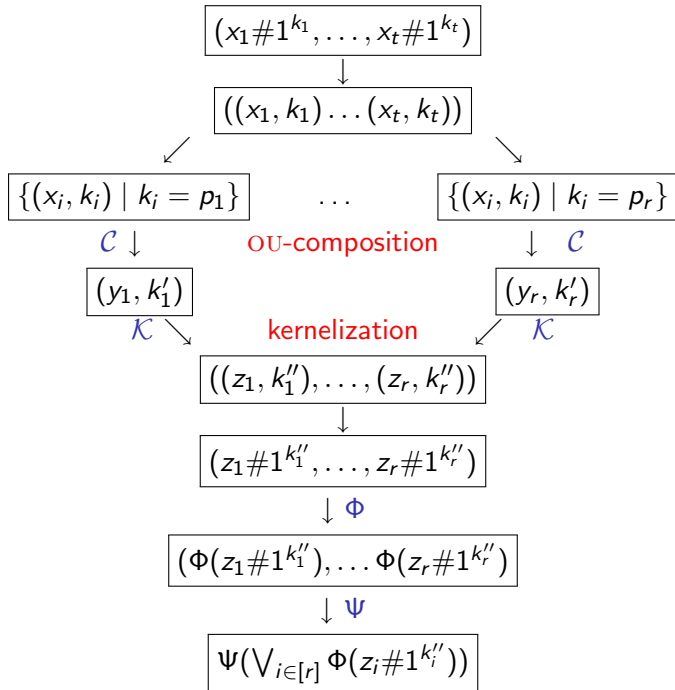 (x₁#1^{k₁}, …, x_t#1^{k_t})
((x₁, k₁) … (x_t, k_t))
{(x_i, k_i) | k_i = p₁} … {(x_i, k_i) | k_i = p_r}
𝒞 OU-composition 𝒞
(y₁, k′₁) (y_r, k′_r)
𝒦 kernelization 𝒦
((z₁, k″₁), …, (z_r, k″_r))
(z₁#1^{k″₁}, …, z_r#1^{k″_r})
Φ
(Φ(z₁#1^{k″₁}), … Φ(z_r#1^{k″_r})
Ψ
Ψ(⋁_{i∈[r]} Φ(z_i#1^{k″_i}))